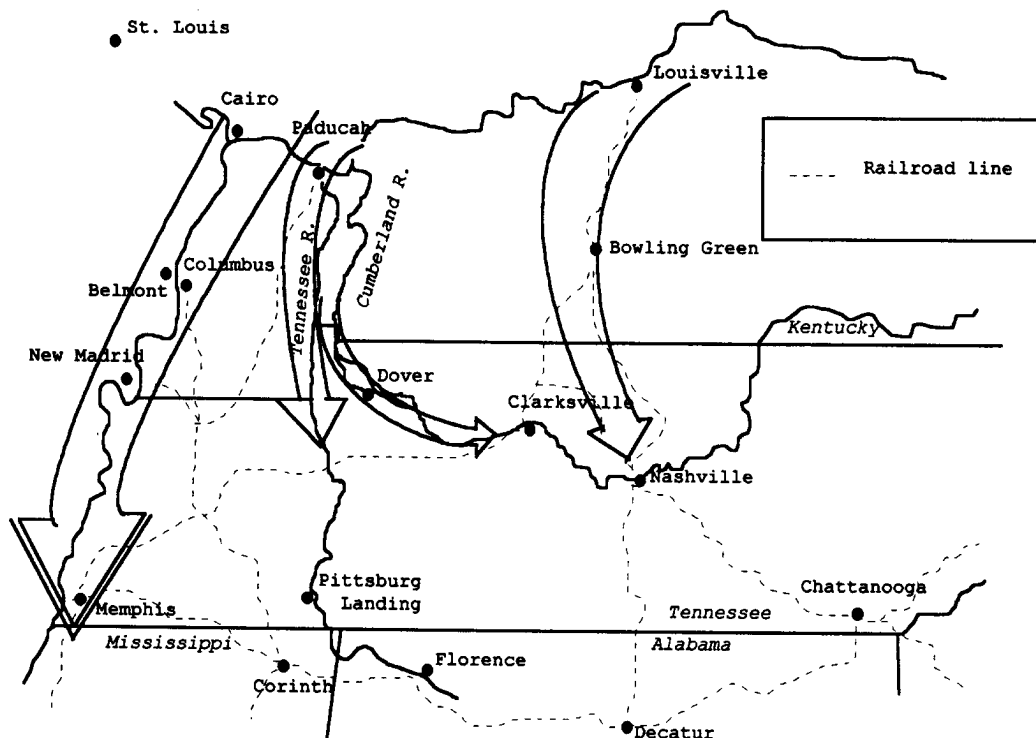 St. Louis
Louisville
Cairo
Paducah
Railroad line
Tennessee R.
Cumberland R.
Bowling Green
Columbus
Belmont
Kentucky
New Madrid
Dover
Clarksville
Nashville
Pittsburg
Landing
Chattanooga
Memphis
Tennessee
Mississippi
Alabama
Florence
Corinth
Decatur